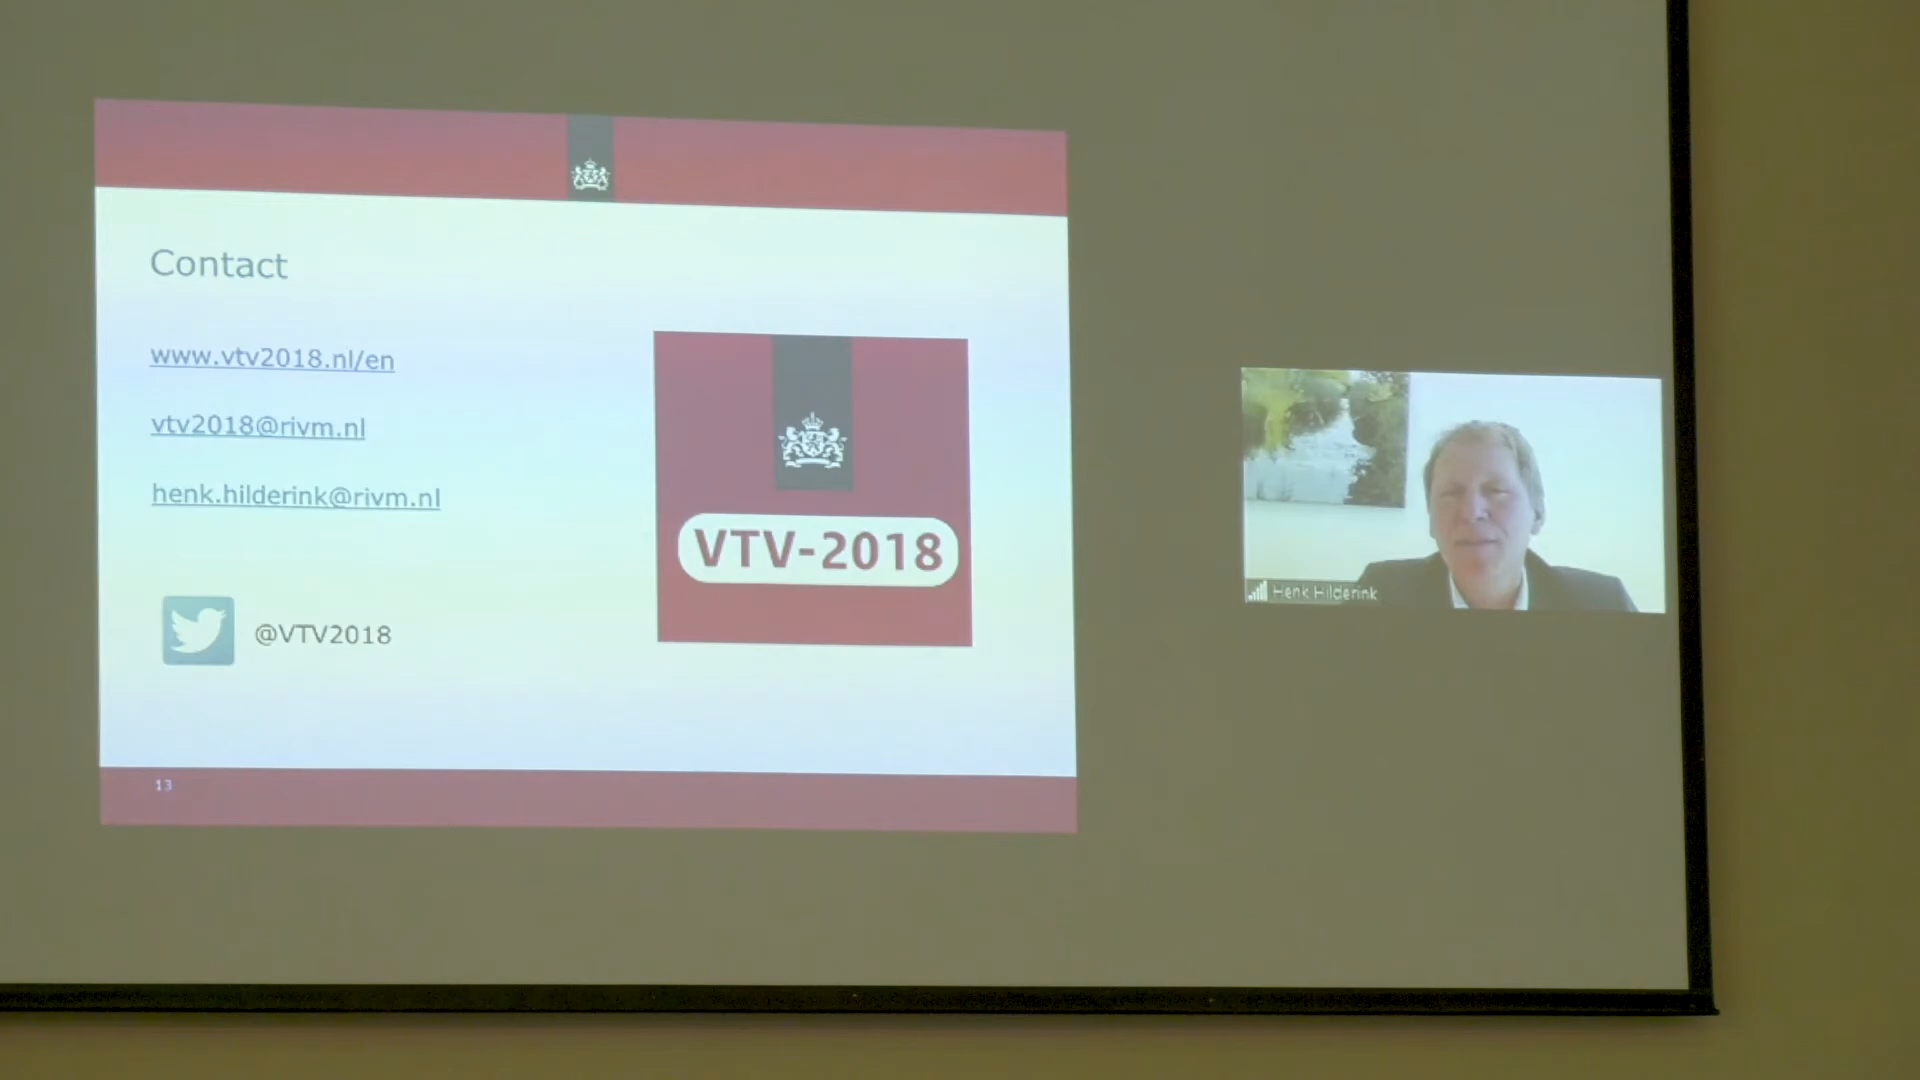 Contact
www.vtv2018.nl/en
vtv2018@rivm.nl
henk.hilderink@rivm.nl
@VTV2018
VTV-2018
13
Henk Hilderink